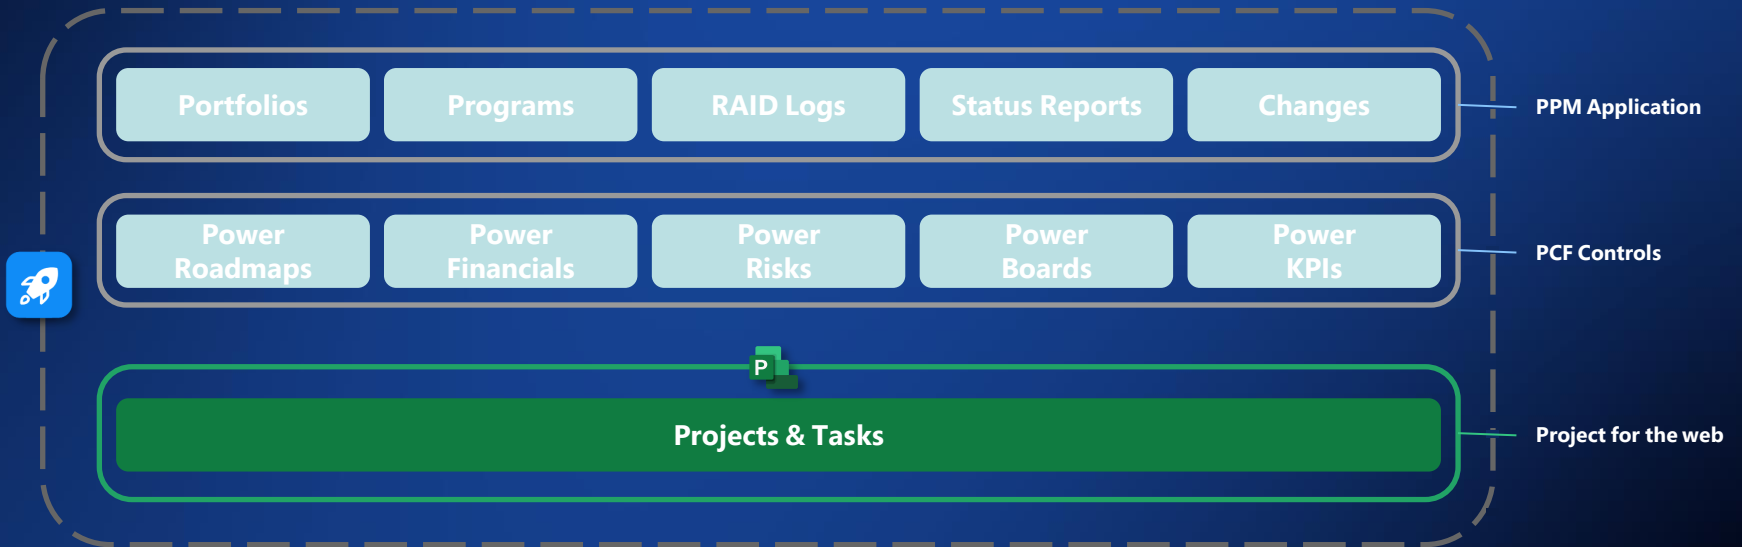 Portfolios
Programs
RAID Logs
Status Reports
Changes
PPM Application
Power
Roadmaps
Power
Financials
Power
Risks
Power
Boards
Power
KPIs
PCF Controls
P
Projects & Tasks
Project for the web